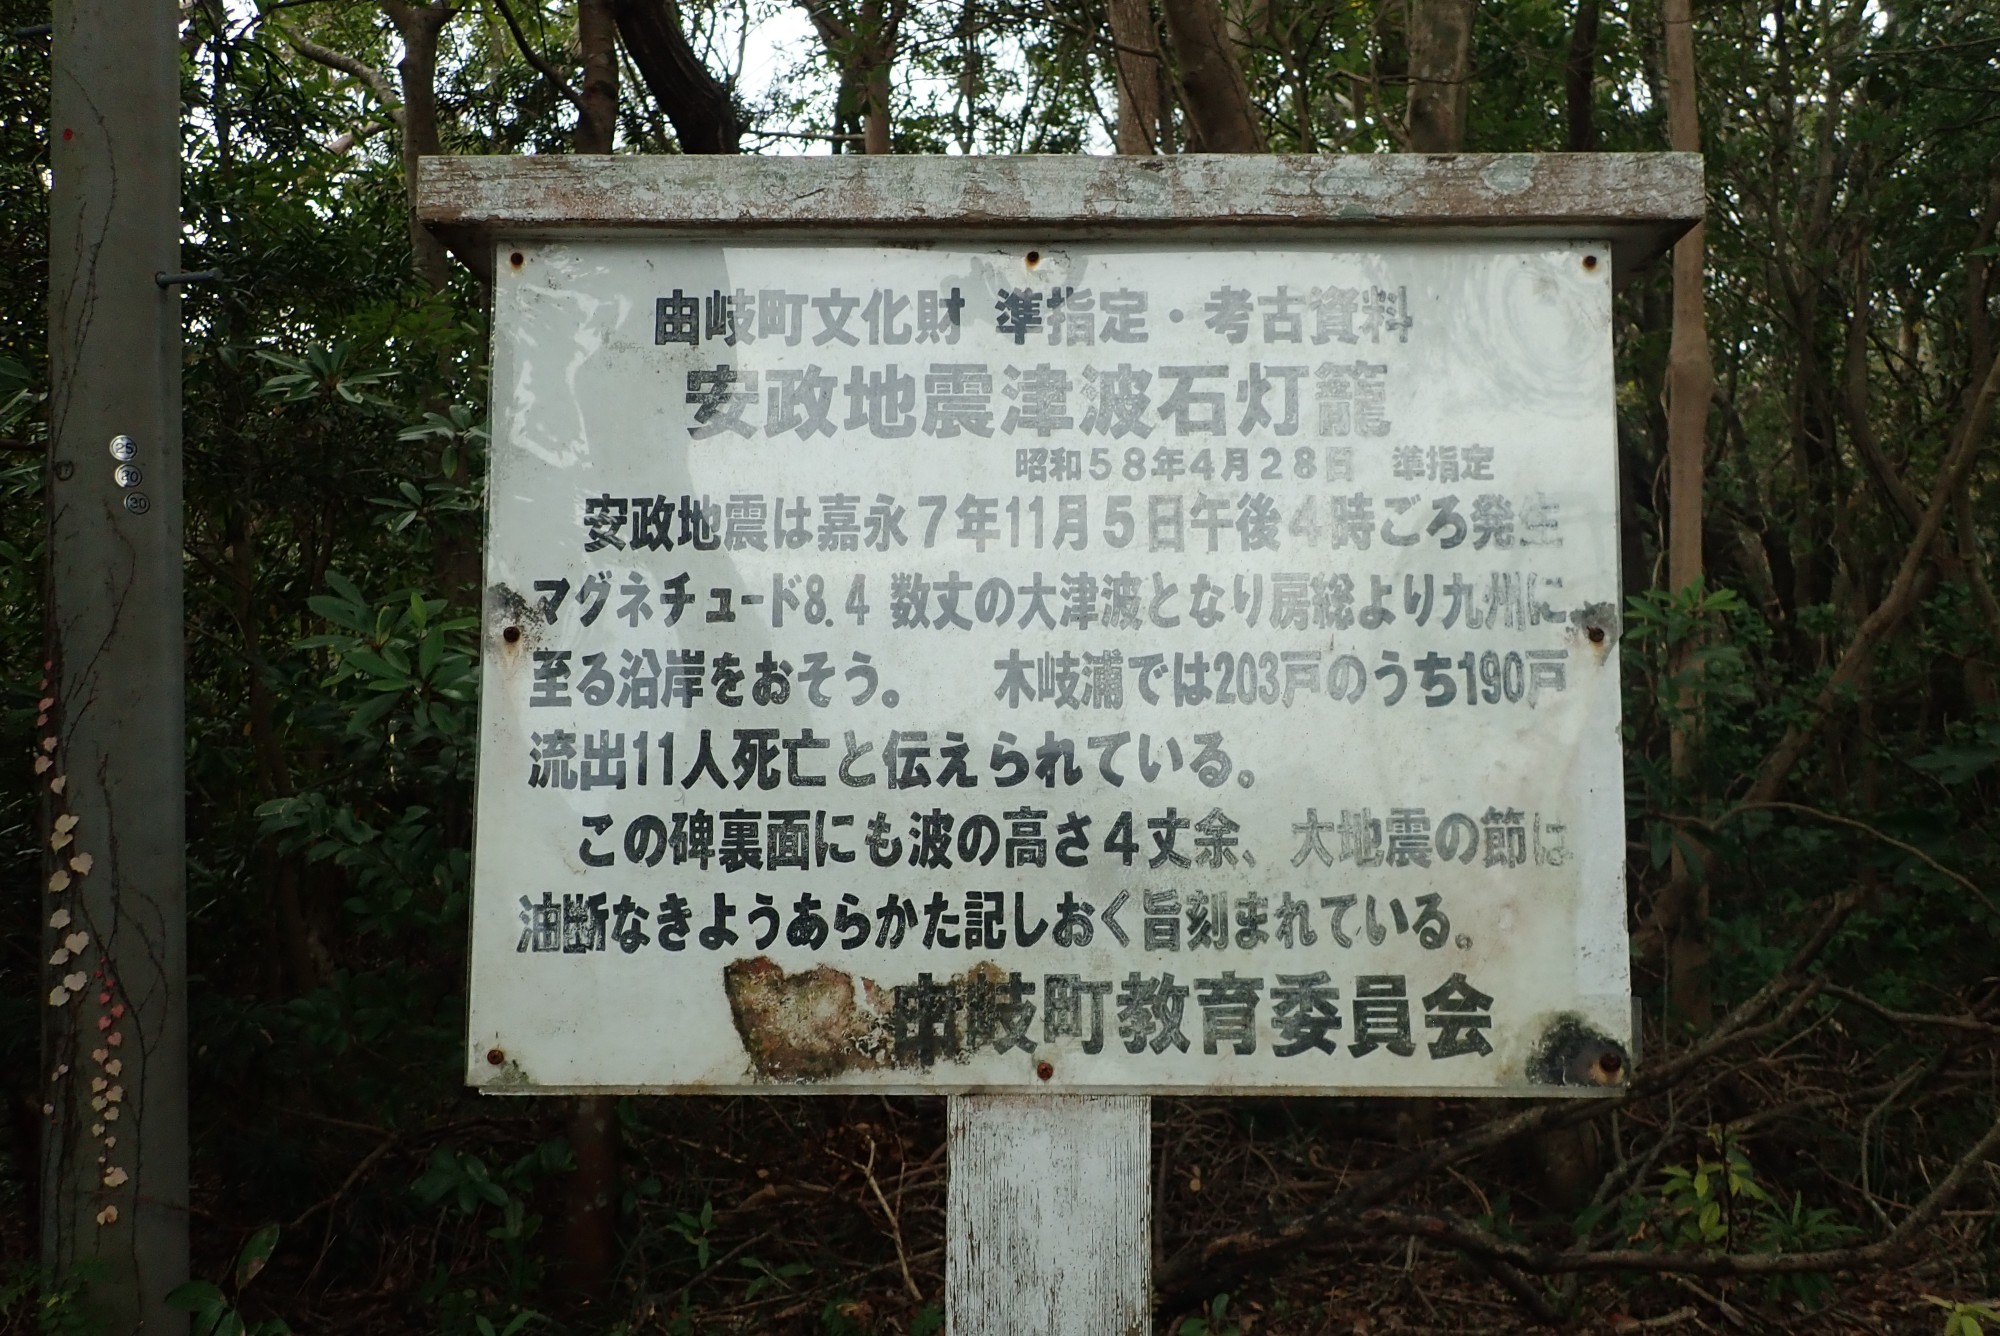 由岐町文化財 準指定・考古資料
安政地震津波石灯籠
昭和58年4月28日 準指定
安政地震は嘉永7年11月5日午後4時ごろ発生
マグネチュード8.4 数丈の大津波となり房総より九州に
至る沿岸をおそう。 木岐浦では203戸のうち190戸
流出11人死亡と伝えられている。
この碑裏面にも波の高さ4丈余、大地震の節は
油断なきようあらかた記しおく旨刻まれている。
由岐町教育委員会
25
20
30